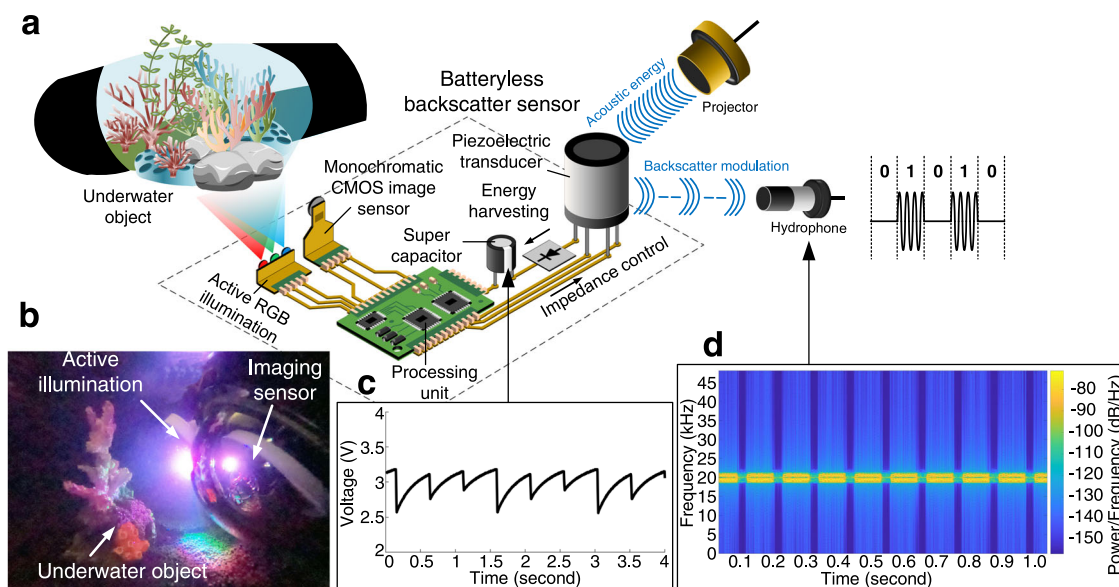 a
Batteryless
backscatter sensor
Acoustic energy
Projector
Piezoelectric
transducer
Backscatter modulation
0 1 0 1 0
Monochromatic
CMOS image
sensor
Energy
harvesting
Underwater
object
Super
capacitor
Hydrophone
Impedance control
Active RGB
illumination
Processing
unit
b
Active
illumination
Imaging
sensor
Underwater object
c
Voltage (V)
4
3.5
3
2.5
2
0 0.5 1 1.5 2 2.5 3 3.5 4
Time (second)
d
Frequency (kHz)
45
40
35
30
25
20
15
10
5
0
0.1 0.2 0.3 0.4 0.5 0.6 0.7 0.8 0.9 1.0
Time (second)
-80
-90
-100
-110
-120
-130
-140
-150
Power/Frequency (dB/Hz)